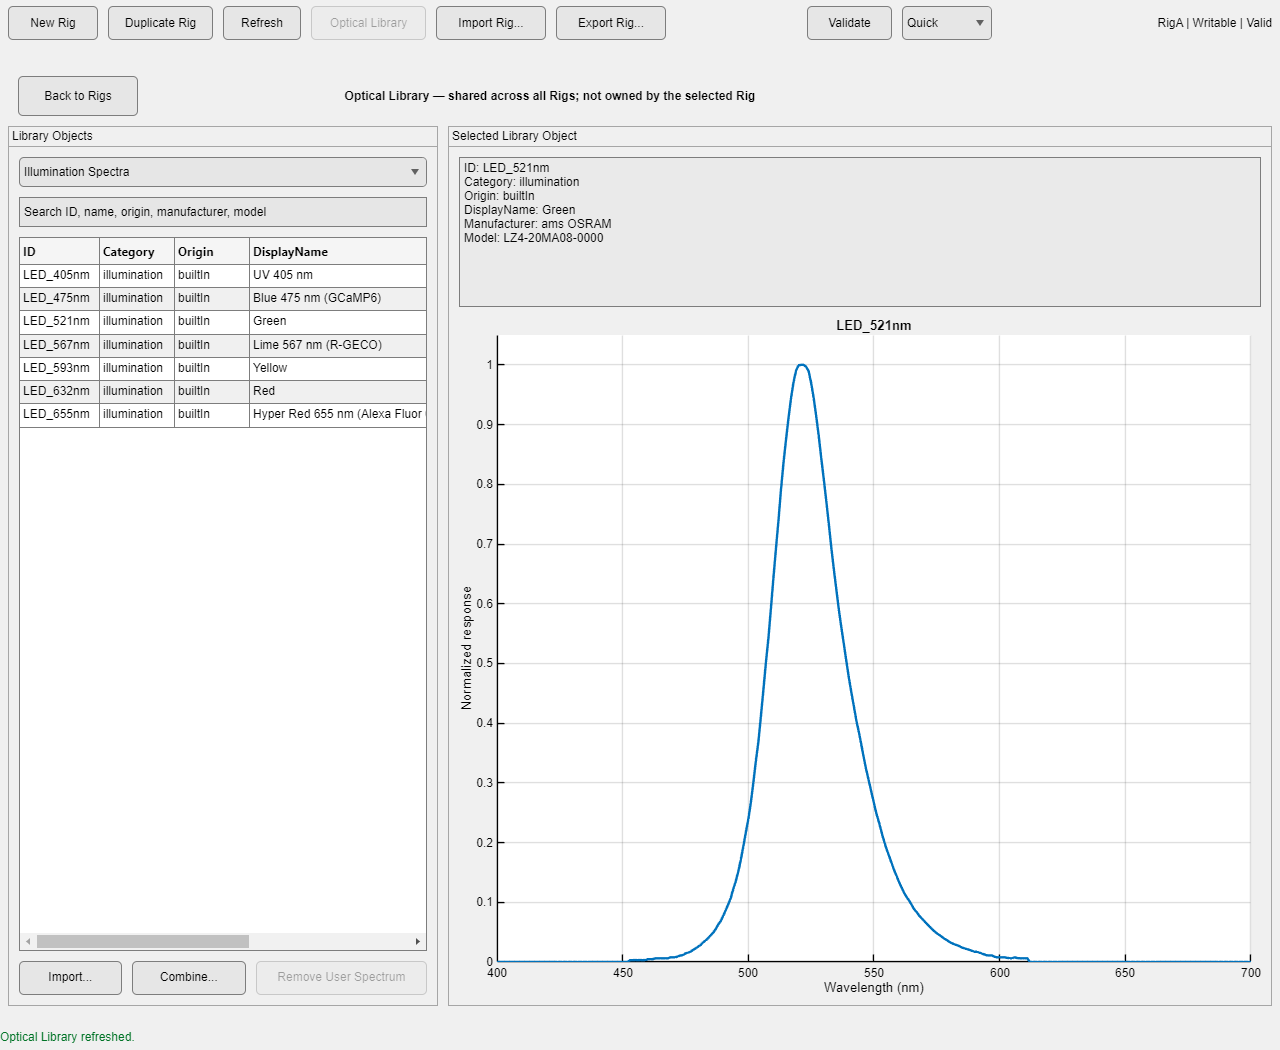 New Rig Duplicate Rig Refresh Optical Library Import Rig... Export Rig... Validate Quick RigA | Writable | Valid
Back to Rigs Optical Library — shared across all Rigs; not owned by the selected Rig
Library Objects
Illumination Spectra
Search ID, name, origin, manufacturer, model
ID Category Origin DisplayName
LED_405nm illumination builtIn UV 405 nm
LED_475nm illumination builtIn Blue 475 nm (GCaMP6)
LED_521nm illumination builtIn Green
LED_567nm illumination builtIn Lime 567 nm (R-GECO)
LED_593nm illumination builtIn Yellow
LED_632nm illumination builtIn Red
LED_655nm illumination builtIn Hyper Red 655 nm (Alexa Fluor
Import... Combine... Remove User Spectrum
Selected Library Object
ID: LED_521nm
Category: illumination
Origin: builtIn
DisplayName: Green
Manufacturer: ams OSRAM
Model: LZ4-20MA08-0000
LED_521nm
1
0.9
0.8
0.7
0.6
0.5
0.4
0.3
0.2
0.1
0
Normalized response
400 450 500 550 600 650 700
Wavelength (nm)
Optical Library refreshed.